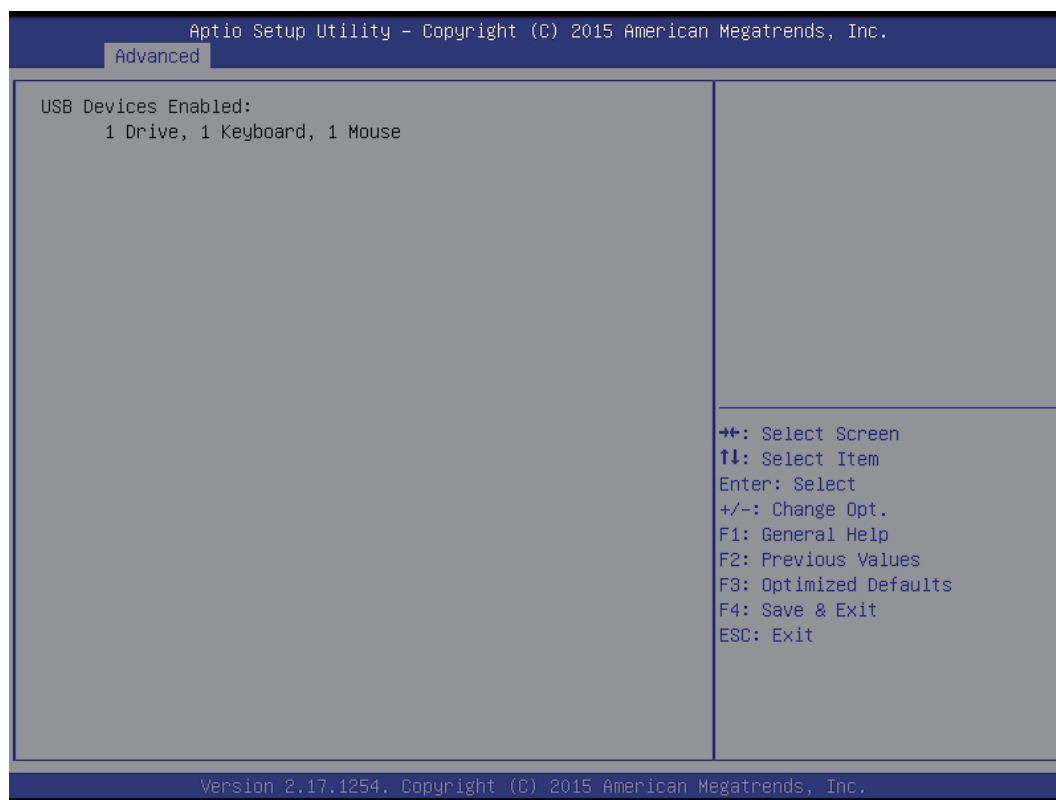 Aptio Setup Utility – Copyright (C) 2015 American Megatrends, Inc.
Advanced
USB Devices Enabled:
1 Drive, 1 Keyboard, 1 Mouse
→←: Select Screen
↑↓: Select Item
Enter: Select
+/-: Change Opt.
F1: General Help
F2: Previous Values
F3: Optimized Defaults
F4: Save & Exit
ESC: Exit
Version 2.17.1254. Copyright (C) 2015 American Megatrends, Inc.